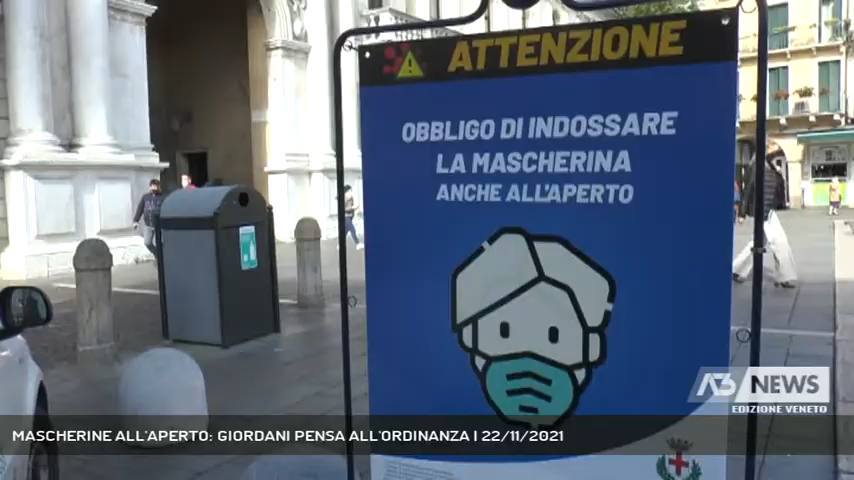 ATTENZIONE
OBBLIGO DI INDOSSARE
LA MASCHERINA
ANCHE ALL'APERTO
A3 NEWS
EDIZIONE VENETO
MASCHERINE ALL'APERTO: GIORDANI PENSA ALL'ORDINANZA | 22/11/2021